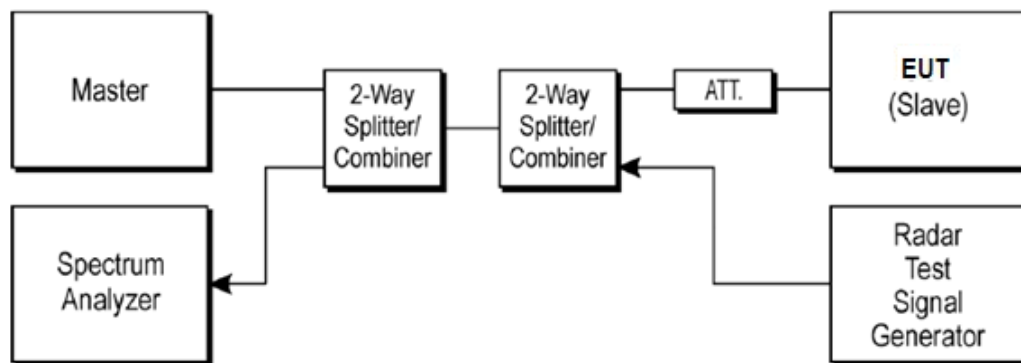 Master
2-Way
Splitter/
Combiner
2-Way
Splitter/
Combiner
ATT.
EUT
(Slave)
Spectrum
Analyzer
Radar
Test
Signal
Generator